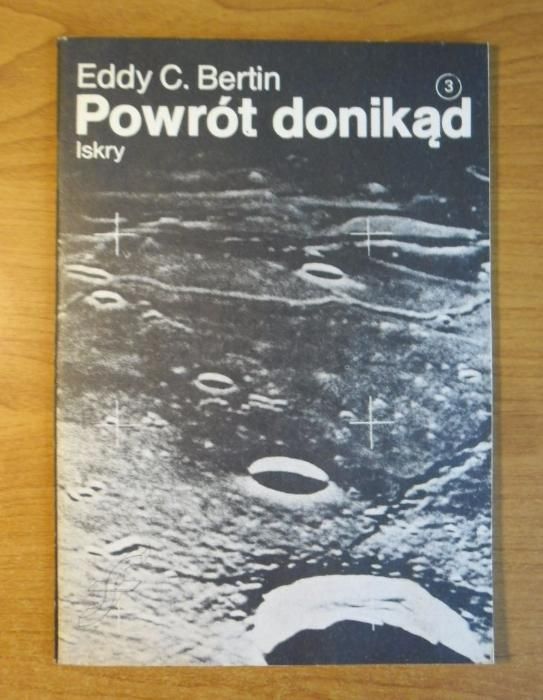 Eddy C. Bertin
3
Powrót donikąd
Iskry